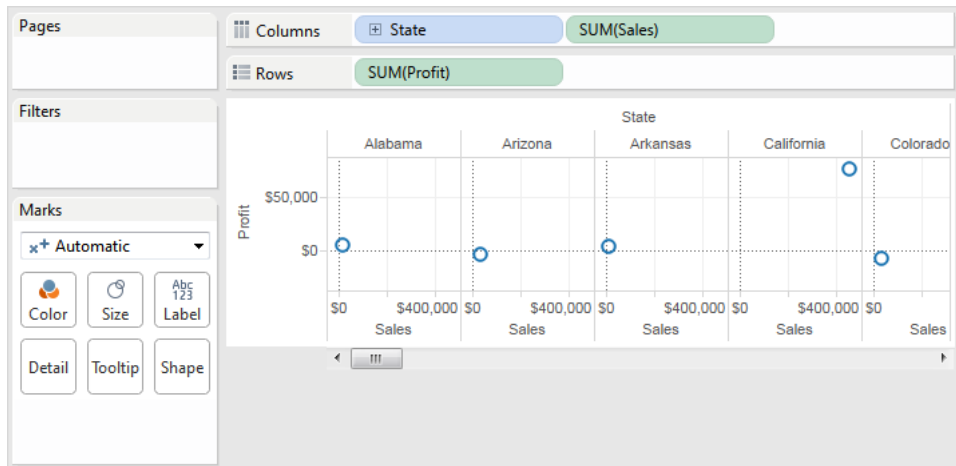 Pages
Columns
State
SUM(Sales)
Rows
SUM(Profit)
Filters
State
Alabama Arizona Arkansas California Colorado
Profit
$50,000
$0
$0 $400,000 $0 $400,000 $0 $400,000 $0 $400,000 $0
Sales Sales Sales Sales Sales
Marks
Automatic
Color
Size
Abc
123
Label
Detail
Tooltip
Shape